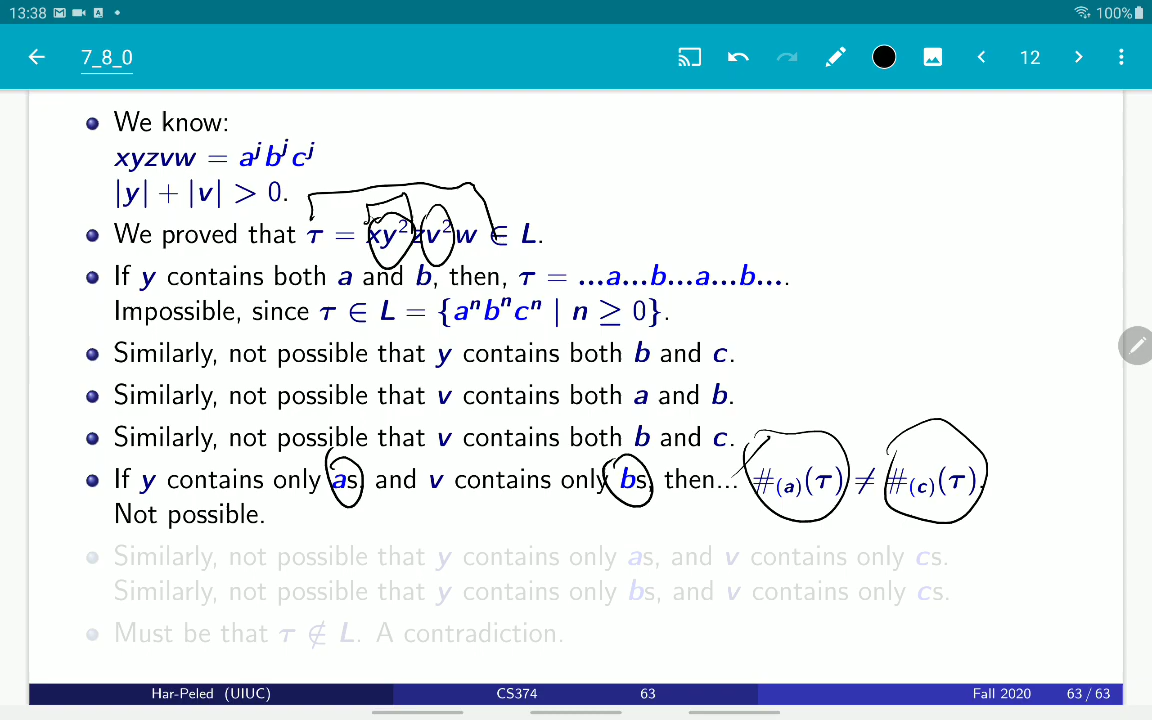 13:38 100%
7_8_0 12
We know:
xyzvw = a^j b^j c^j
|y| + |v| > 0.
We proved that τ = xy²zv²w ∈ L.
If y contains both a and b, then, τ = ...a...b...a...b....
Impossible, since τ ∈ L = {aⁿbⁿcⁿ | n ≥ 0}.
Similarly, not possible that y contains both b and c.
Similarly, not possible that v contains both a and b.
Similarly, not possible that v contains both b and c.
If y contains only as, and v contains only bs, then... #₍a₎(τ) ≠ #₍c₎(τ).
Not possible.
Similarly, not possible that y contains only as, and v contains only cs.
Similarly, not possible that y contains only bs, and v contains only cs.
Must be that τ ∉ L. A contradiction.
Har-Peled (UIUC) CS374 63 Fall 2020 63 / 63